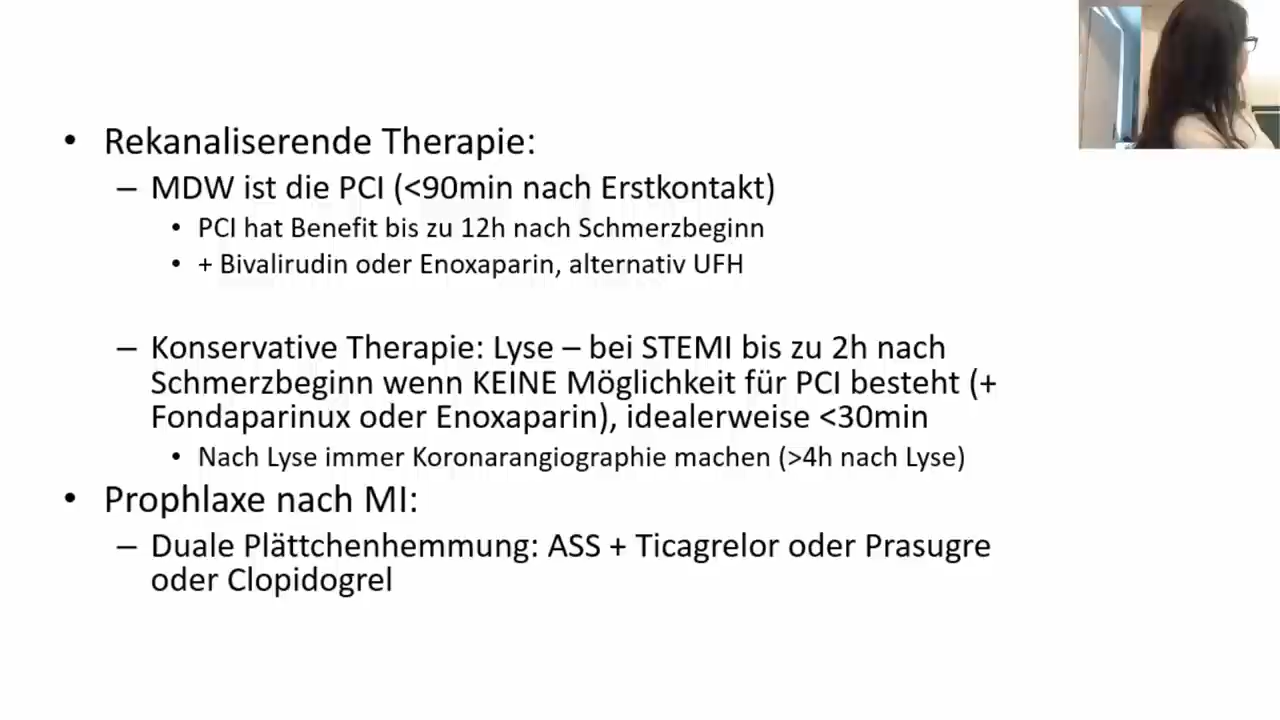 • Rekanaliserende Therapie:
– MDW ist die PCI (<90min nach Erstkontakt)
• PCI hat Benefit bis zu 12h nach Schmerzbeginn
• + Bivalirudin oder Enoxaparin, alternativ UFH
– Konservative Therapie: Lyse – bei STEMI bis zu 2h nach
Schmerzbeginn wenn KEINE Möglichkeit für PCI besteht (+
Fondaparinux oder Enoxaparin), idealerweise <30min
• Nach Lyse immer Koronarangiographie machen (>4h nach Lyse)
• Prophlaxe nach MI:
– Duale Plättchenhemmung: ASS + Ticagrelor oder Prasugre
oder Clopidogrel